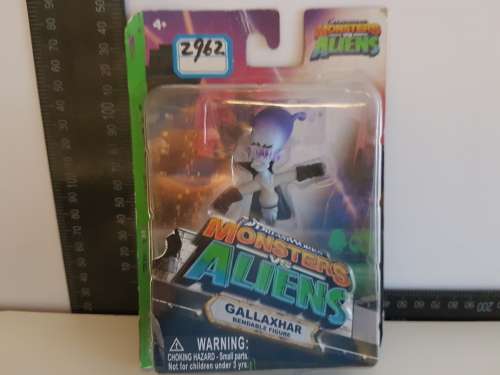 4+
2962
DREAMWORKS
MONSTERS
VS
ALIENS
DREAMWORKS
MONSTERS
VS
ALIENS
GALLAXHAR
BENDABLE FIGURE
WARNING:
CHOKING HAZARD - Small parts.
Not for children under 3 yrs.